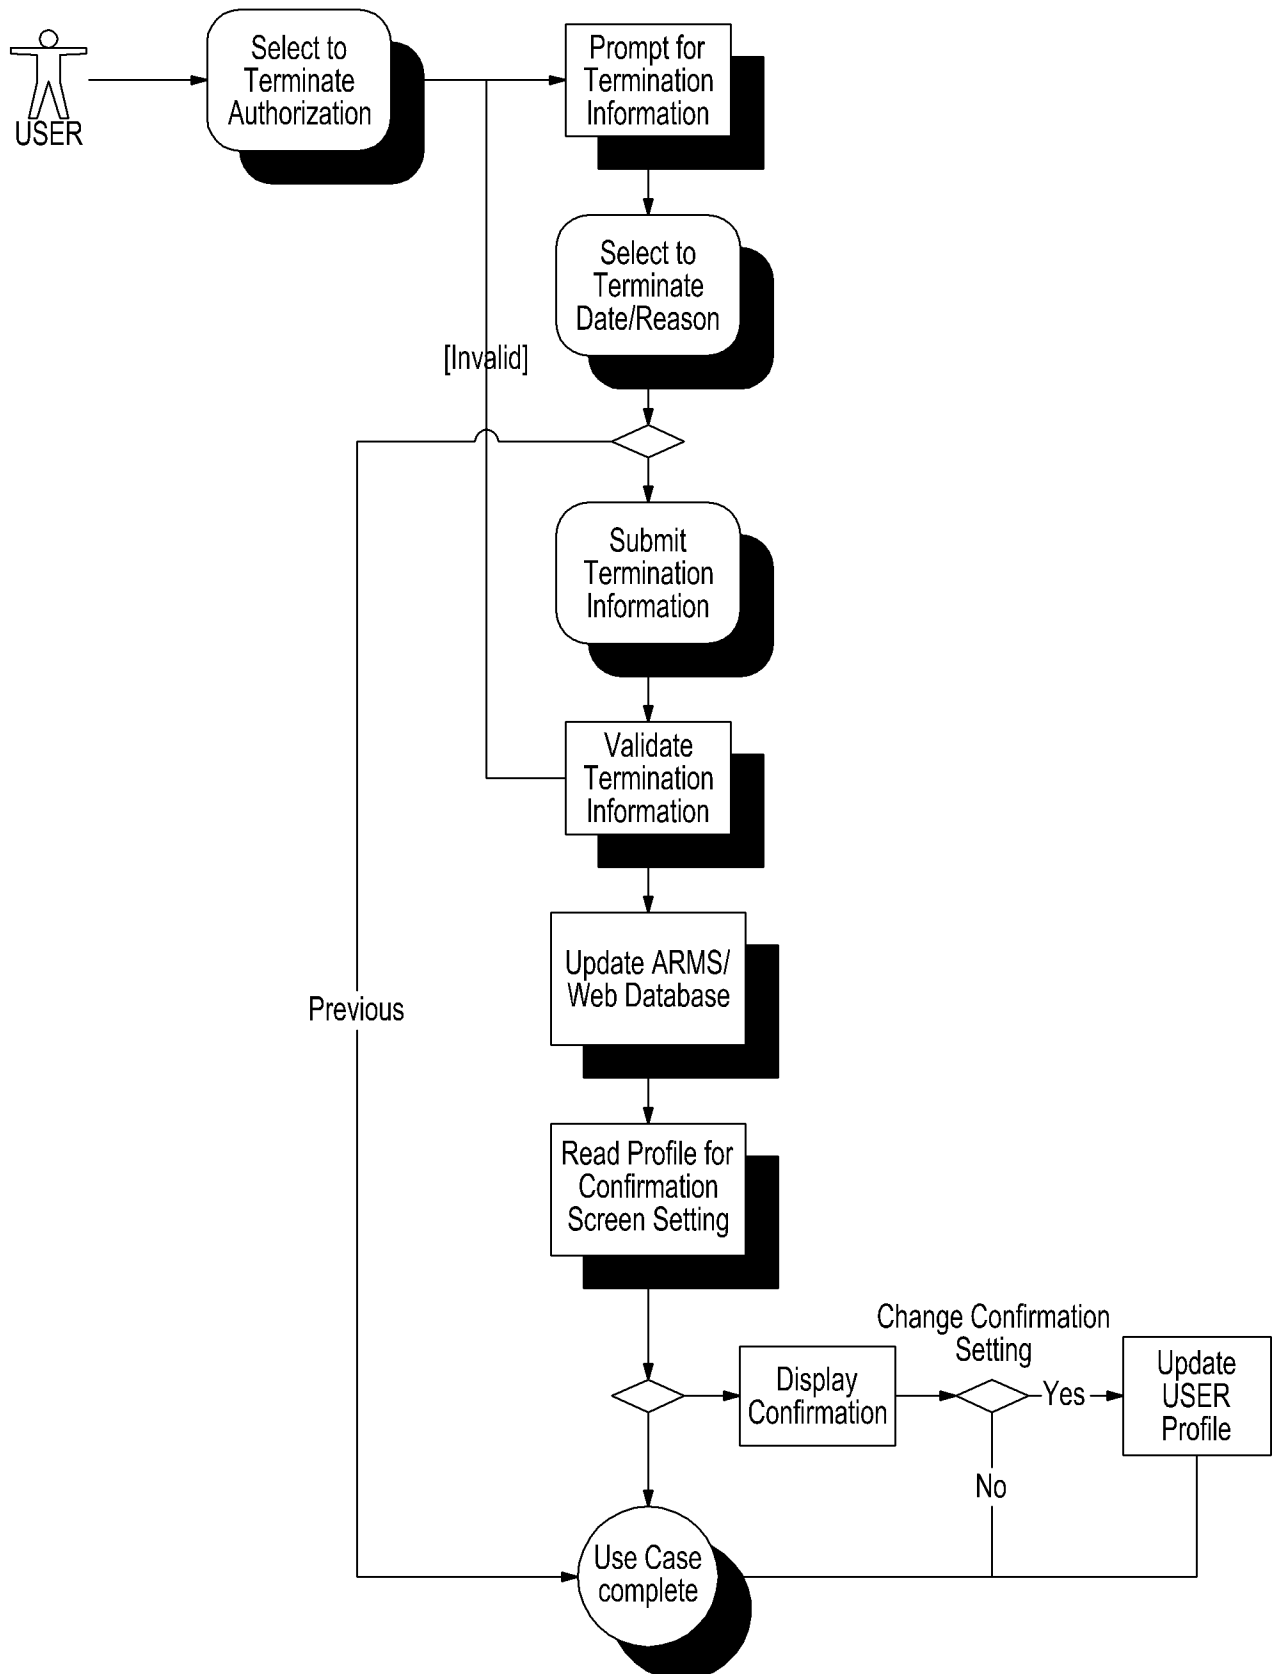 USER
Select to
Terminate
Authorization
Prompt for
Termination
Information
Select to
Terminate
Date/Reason
[Invalid]
Submit
Termination
Information
Validate
Termination
Information
Update ARMS/
Web Database
Previous
Read Profile for
Confirmation
Screen Setting
Display
Confirmation
Change Confirmation
Setting
Yes
Update
USER
Profile
No
Use Case
complete